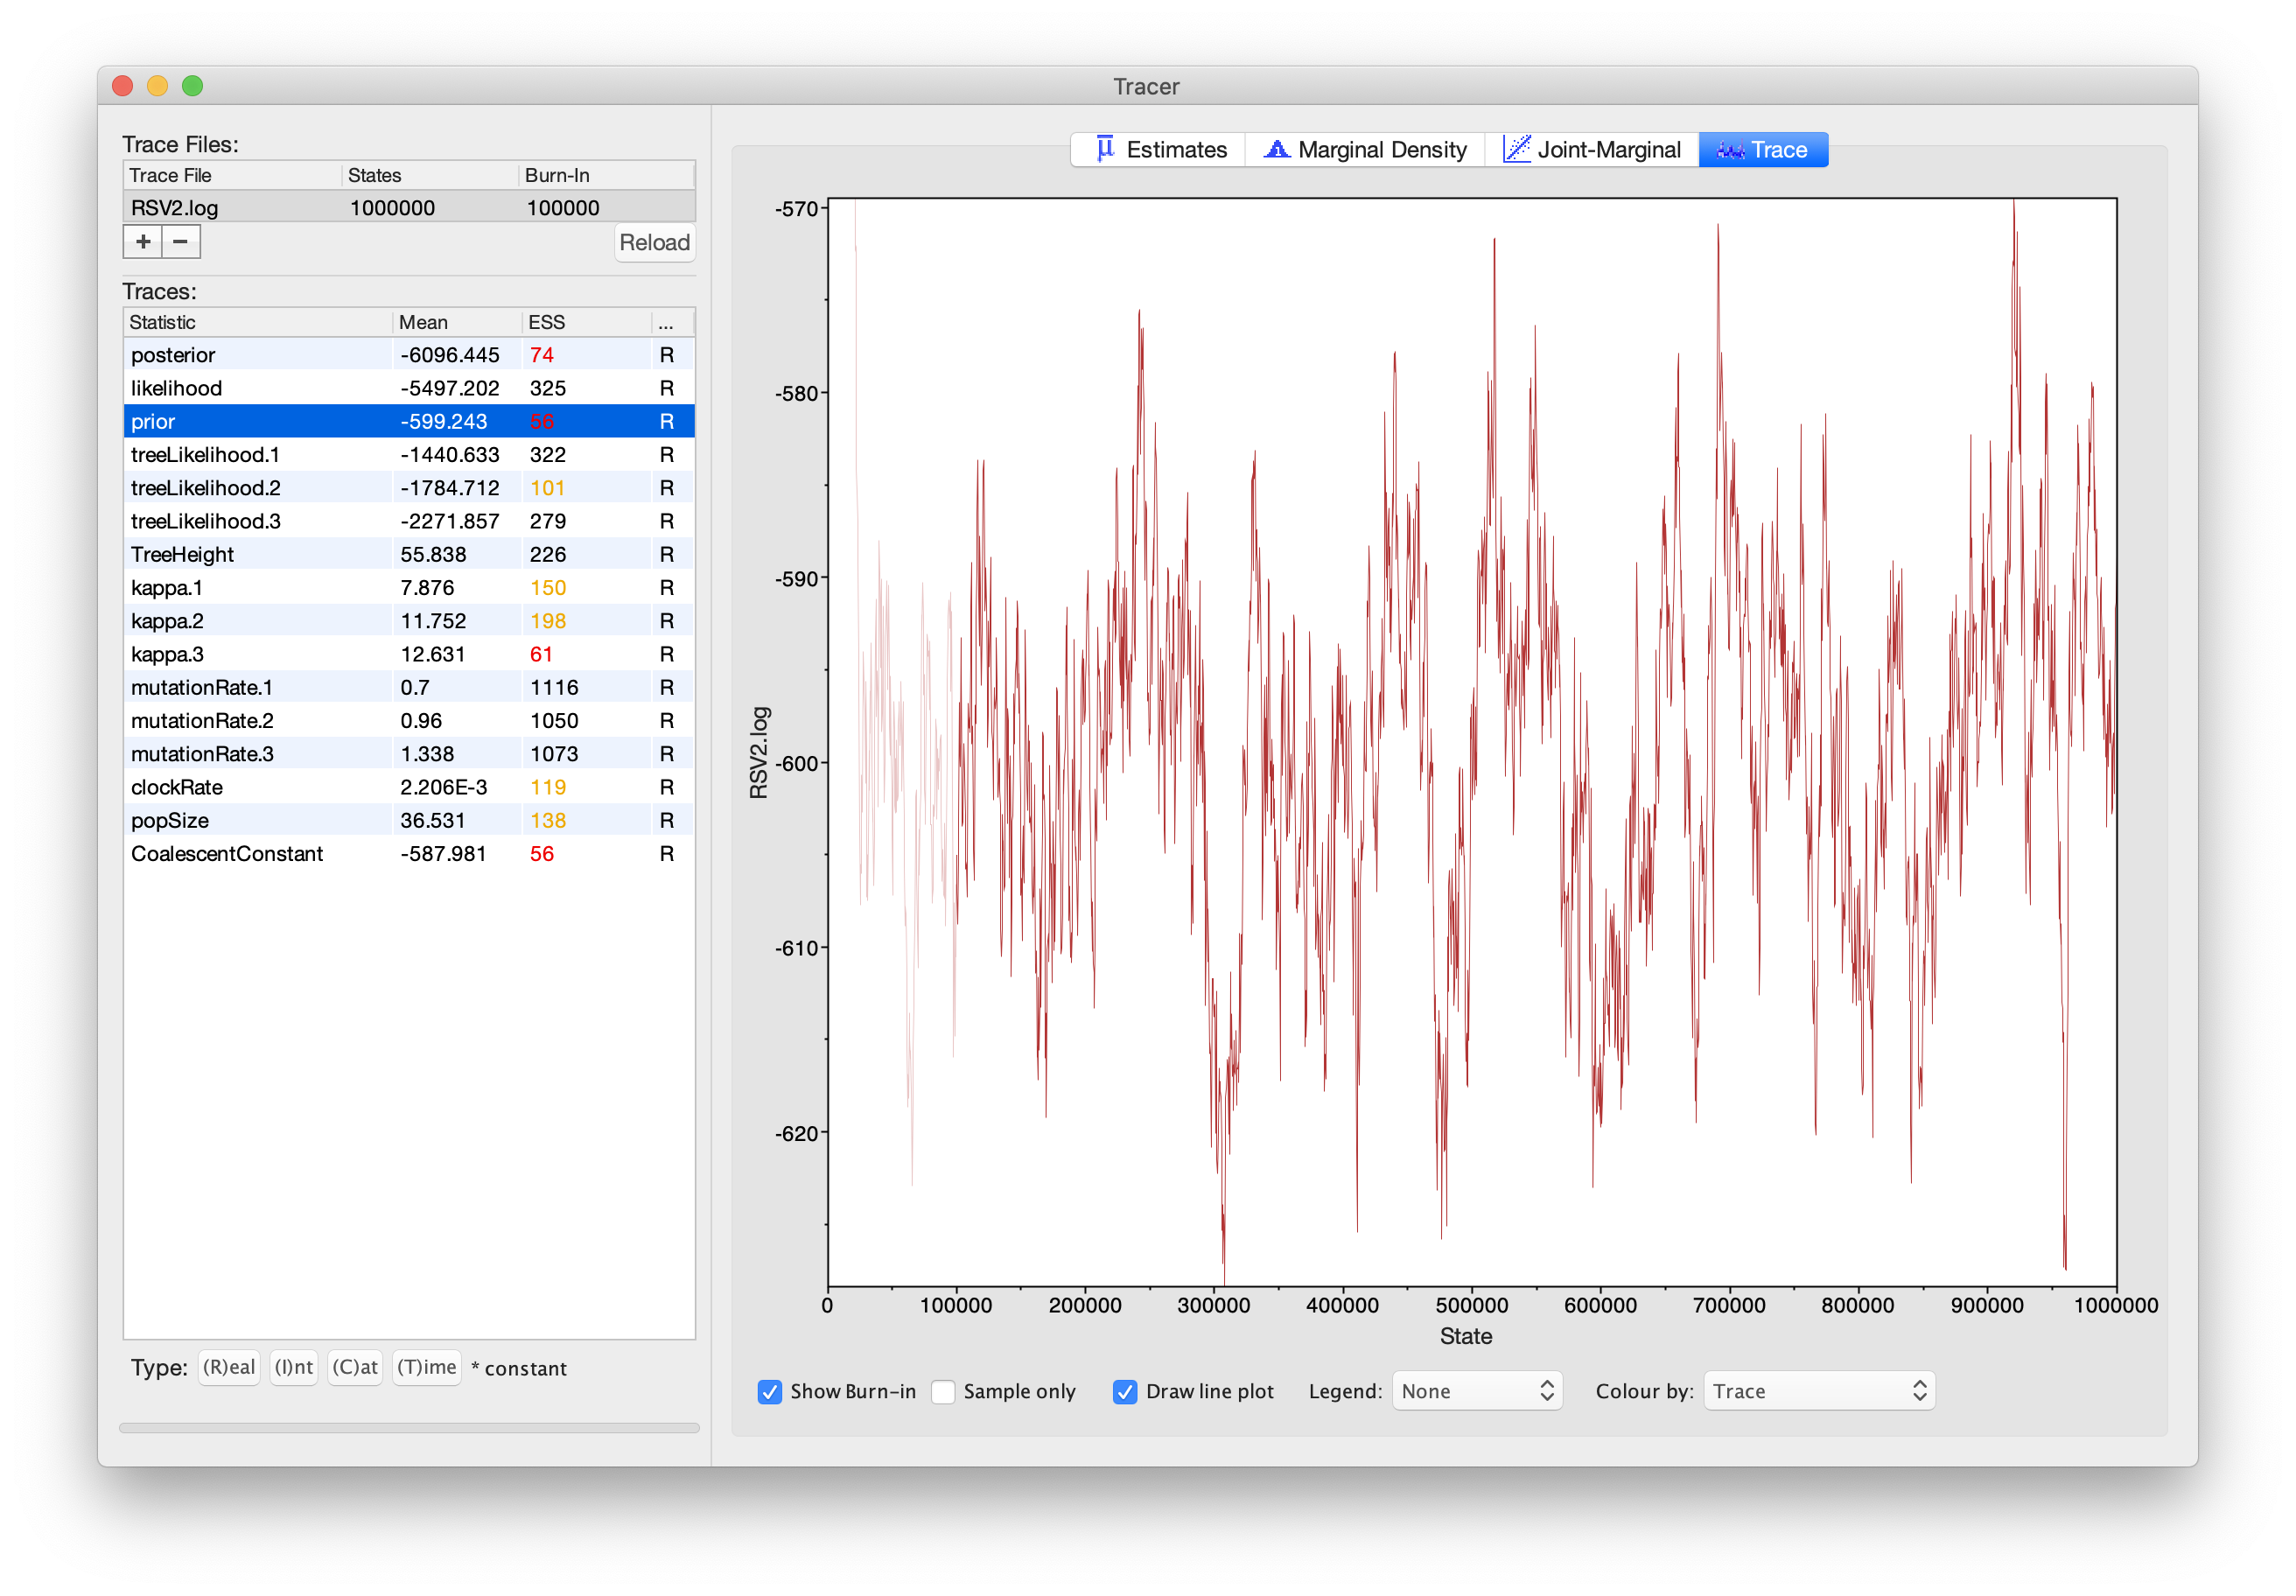 Tracer
Trace Files:
Trace File States Burn-In
RSV2.log 1000000 100000
+ − Reload
Traces:
Statistic Mean ESS ...
posterior -6096.445 74 R
likelihood -5497.202 325 R
prior -599.243 56 R
treeLikelihood.1 -1440.633 322 R
treeLikelihood.2 -1784.712 101 R
treeLikelihood.3 -2271.857 279 R
TreeHeight 55.838 226 R
kappa.1 7.876 150 R
kappa.2 11.752 198 R
kappa.3 12.631 61 R
mutationRate.1 0.7 1116 R
mutationRate.2 0.96 1050 R
mutationRate.3 1.338 1073 R
clockRate 2.206E-3 119 R
popSize 36.531 138 R
CoalescentConstant -587.981 56 R
Type: (R)eal (I)nt (C)at (T)ime * constant
μ Estimates Marginal Density Joint-Marginal Trace
-570
-580
-590
-600
-610
-620
RSV2.log
0 100000 200000 300000 400000 500000 600000 700000 800000 900000 1000000
State
Show Burn-in Sample only Draw line plot Legend: None Colour by: Trace